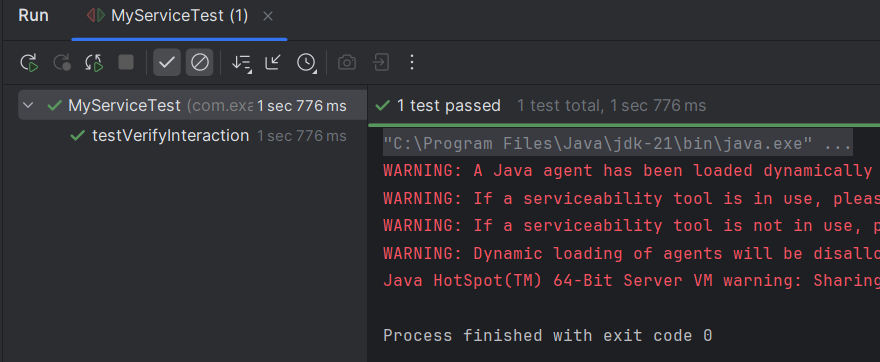 Run MyServiceTest (1)
MyServiceTest (com.exa 1 sec 776 ms
testVerifyInteraction 1 sec 776 ms
1 test passed 1 test total, 1 sec 776 ms
"C:\Program Files\Java\jdk-21\bin\java.exe" ...
WARNING: A Java agent has been loaded dynamically
WARNING: If a serviceability tool is in use, pleas
WARNING: If a serviceability tool is not in use, p
WARNING: Dynamic loading of agents will be disallo
Java HotSpot(TM) 64-Bit Server VM warning: Sharing
Process finished with exit code 0